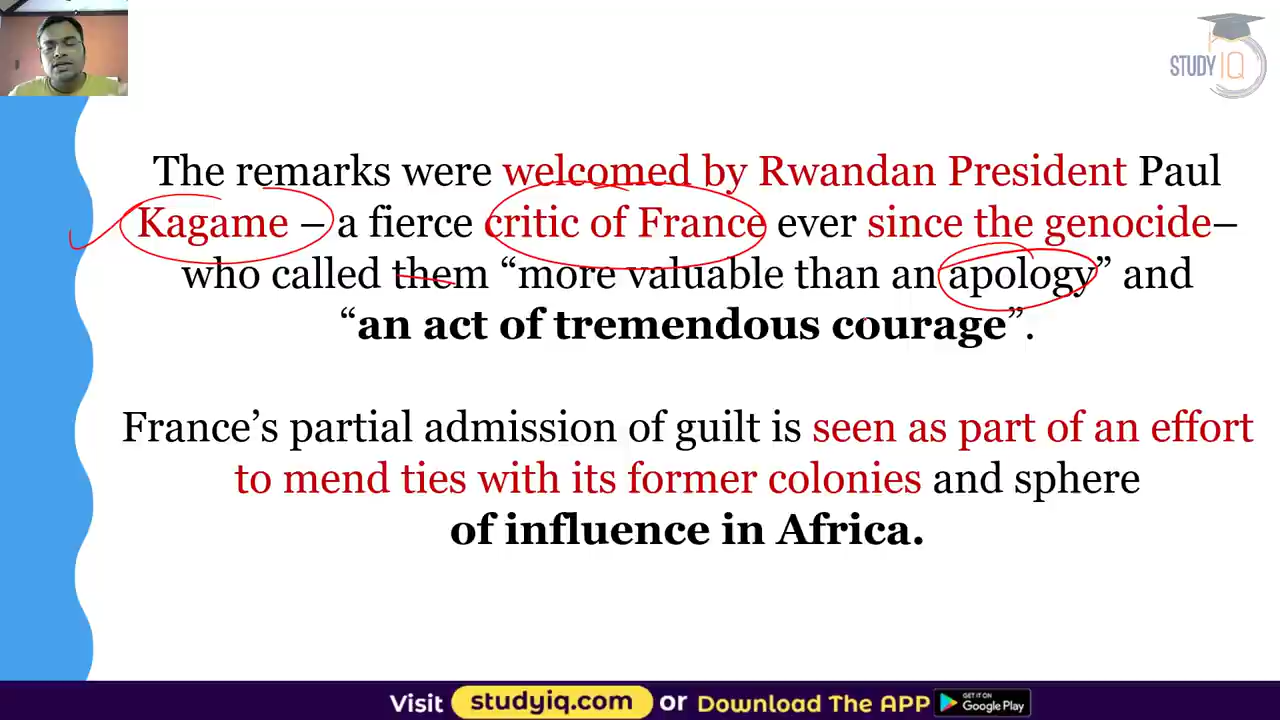 STUDY IQ
The remarks were welcomed by Rwandan President Paul
Kagame – a fierce critic of France ever since the genocide–
who called them “more valuable than an apology” and
“an act of tremendous courage”.
France’s partial admission of guilt is seen as part of an effort
to mend ties with its former colonies and sphere
of influence in Africa.
Visit studyiq.com or Download The APP GET IT ON Google Play